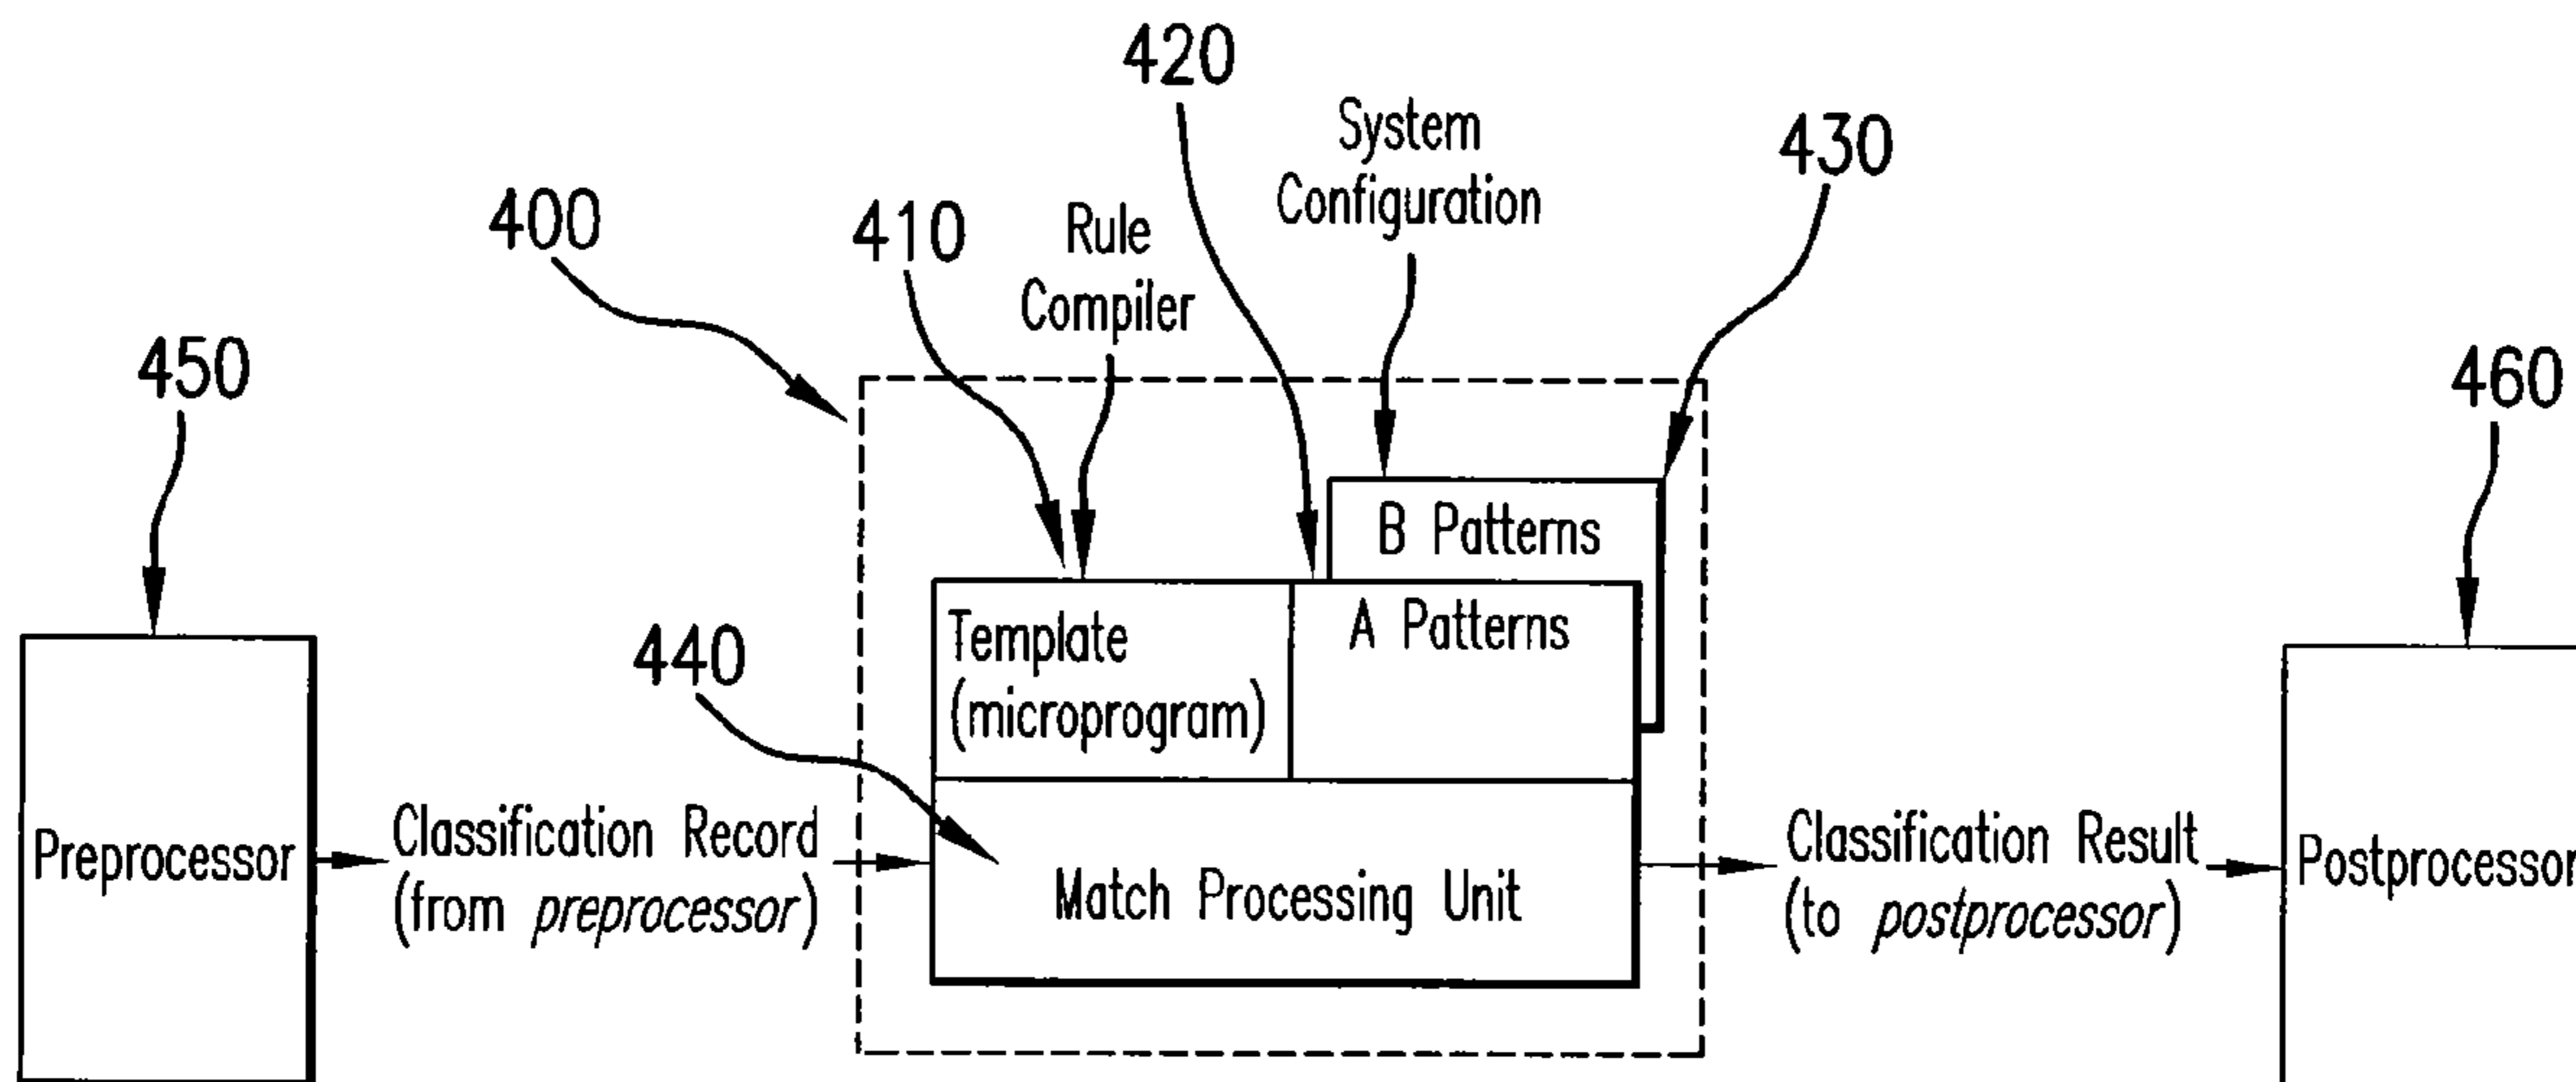 420
System
Configuration
430
400
410
Rule
Compiler
450
460
B Patterns
Template
(microprogram)
A Patterns
440
Preprocessor
Classification Record
(from preprocessor)
Match Processing Unit
Classification Result
(to postprocessor)
Postprocessor